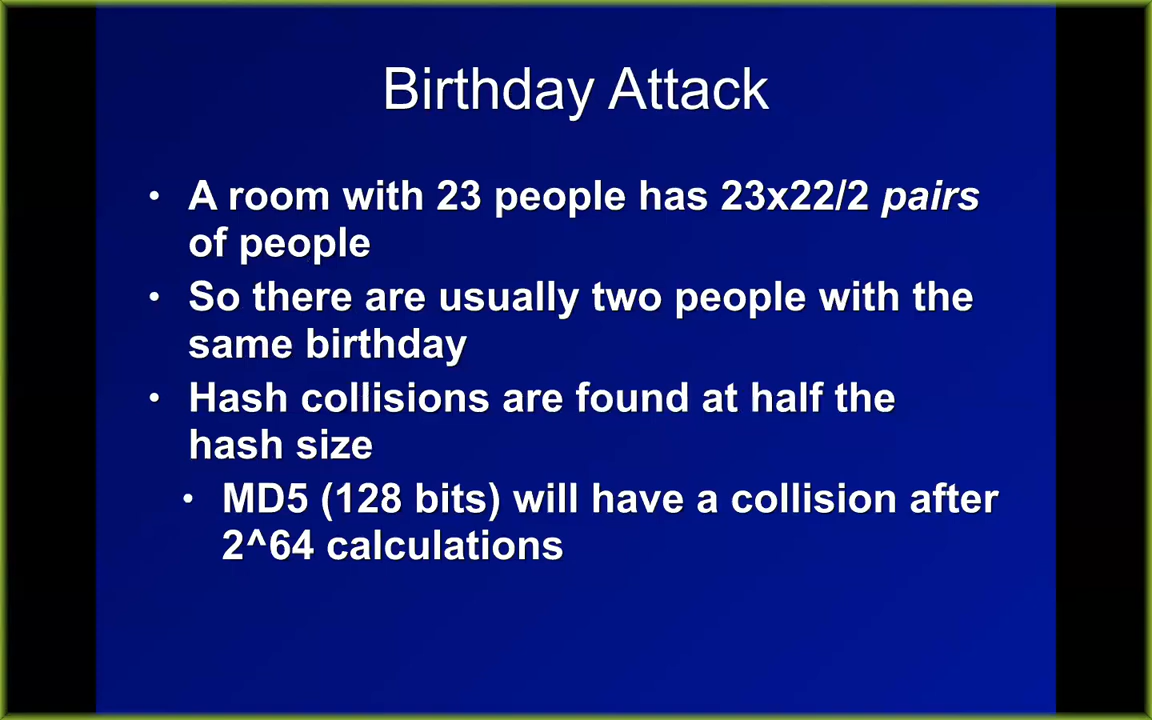 Birthday Attack
• A room with 23 people has 23x22/2 pairs
of people
• So there are usually two people with the
same birthday
• Hash collisions are found at half the
hash size
• MD5 (128 bits) will have a collision after
2^64 calculations